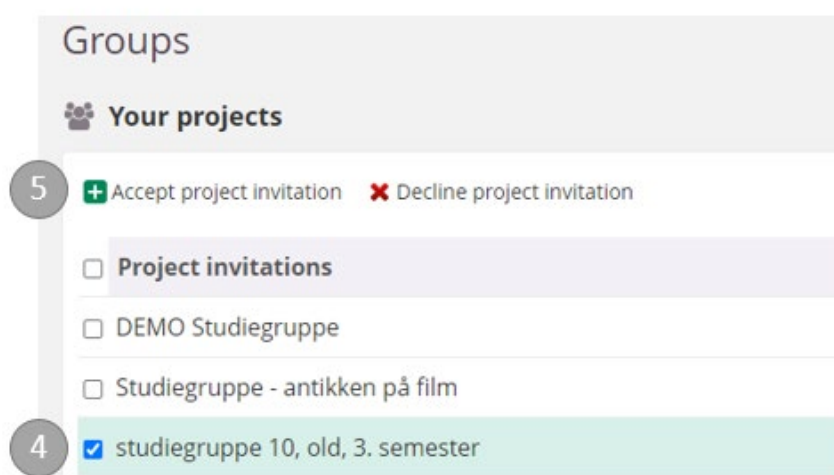 Groups
Your projects
5 Accept project invitation Decline project invitation
Project invitations
DEMO Studiegruppe
Studiegruppe - antikken på film
4 studiegruppe 10, old, 3. semester